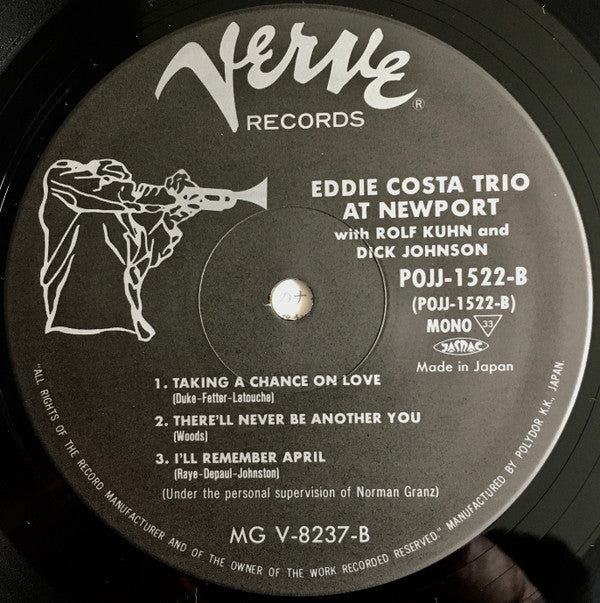 VERVE ®
RECORDS
EDDIE COSTA TRIO
AT NEWPORT
with ROLF KUHN and
DICK JOHNSON
POJJ-1522-B
(POJJ-1522-B)
MONO 33
JASRAC
Made in Japan
1. TAKING A CHANCE ON LOVE
(Duke-Fetter-Latouche)
2. THERE'LL NEVER BE ANOTHER YOU
(Woods)
3. I'LL REMEMBER APRIL
(Raye-Depaul-Johnston)
(Under the personal supervision of Norman Granz)
MG V-8237-B
"ALL RIGHTS OF THE RECORD MANUFACTURER AND OF THE OWNER OF THE WORK RECORDED RESERVED." MANUFACTURED BY POLYDOR K.K., JAPAN.